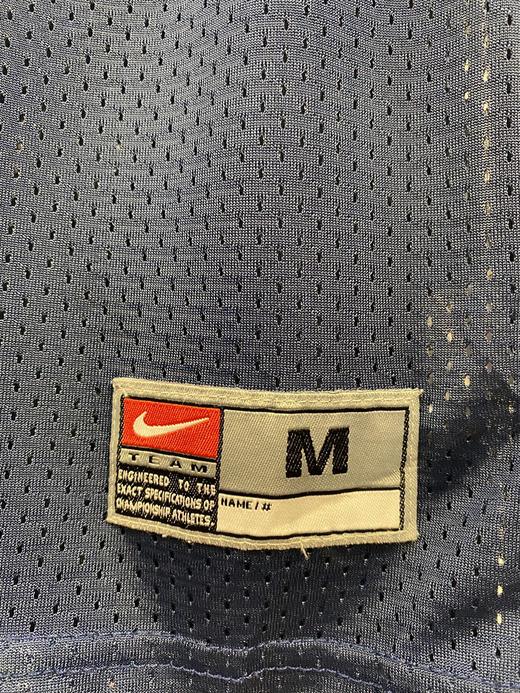 TEAM
ENGINEERED TO THE
EXACT SPECIFICATIONS OF
CHAMPIONSHIP ATHLETES.
M
NAME / #